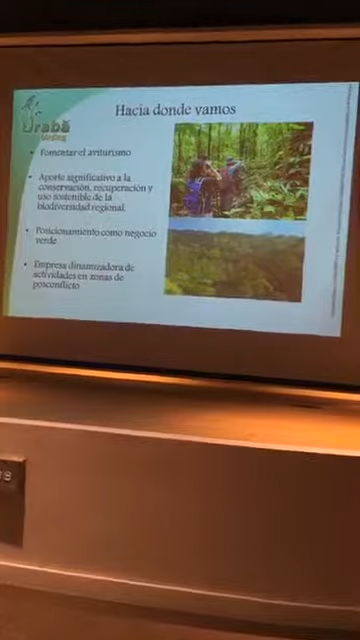 Hacia donde vamos
Urabá
birding
• Fomentar el aviturismo
• Aporte significativo a la
conservación, recuperación y
uso sostenible de la
biodiversidad regional.
• Posicionamiento como negocio
verde
• Empresa dinamizadora de
actividades en zonas de
posconflicto